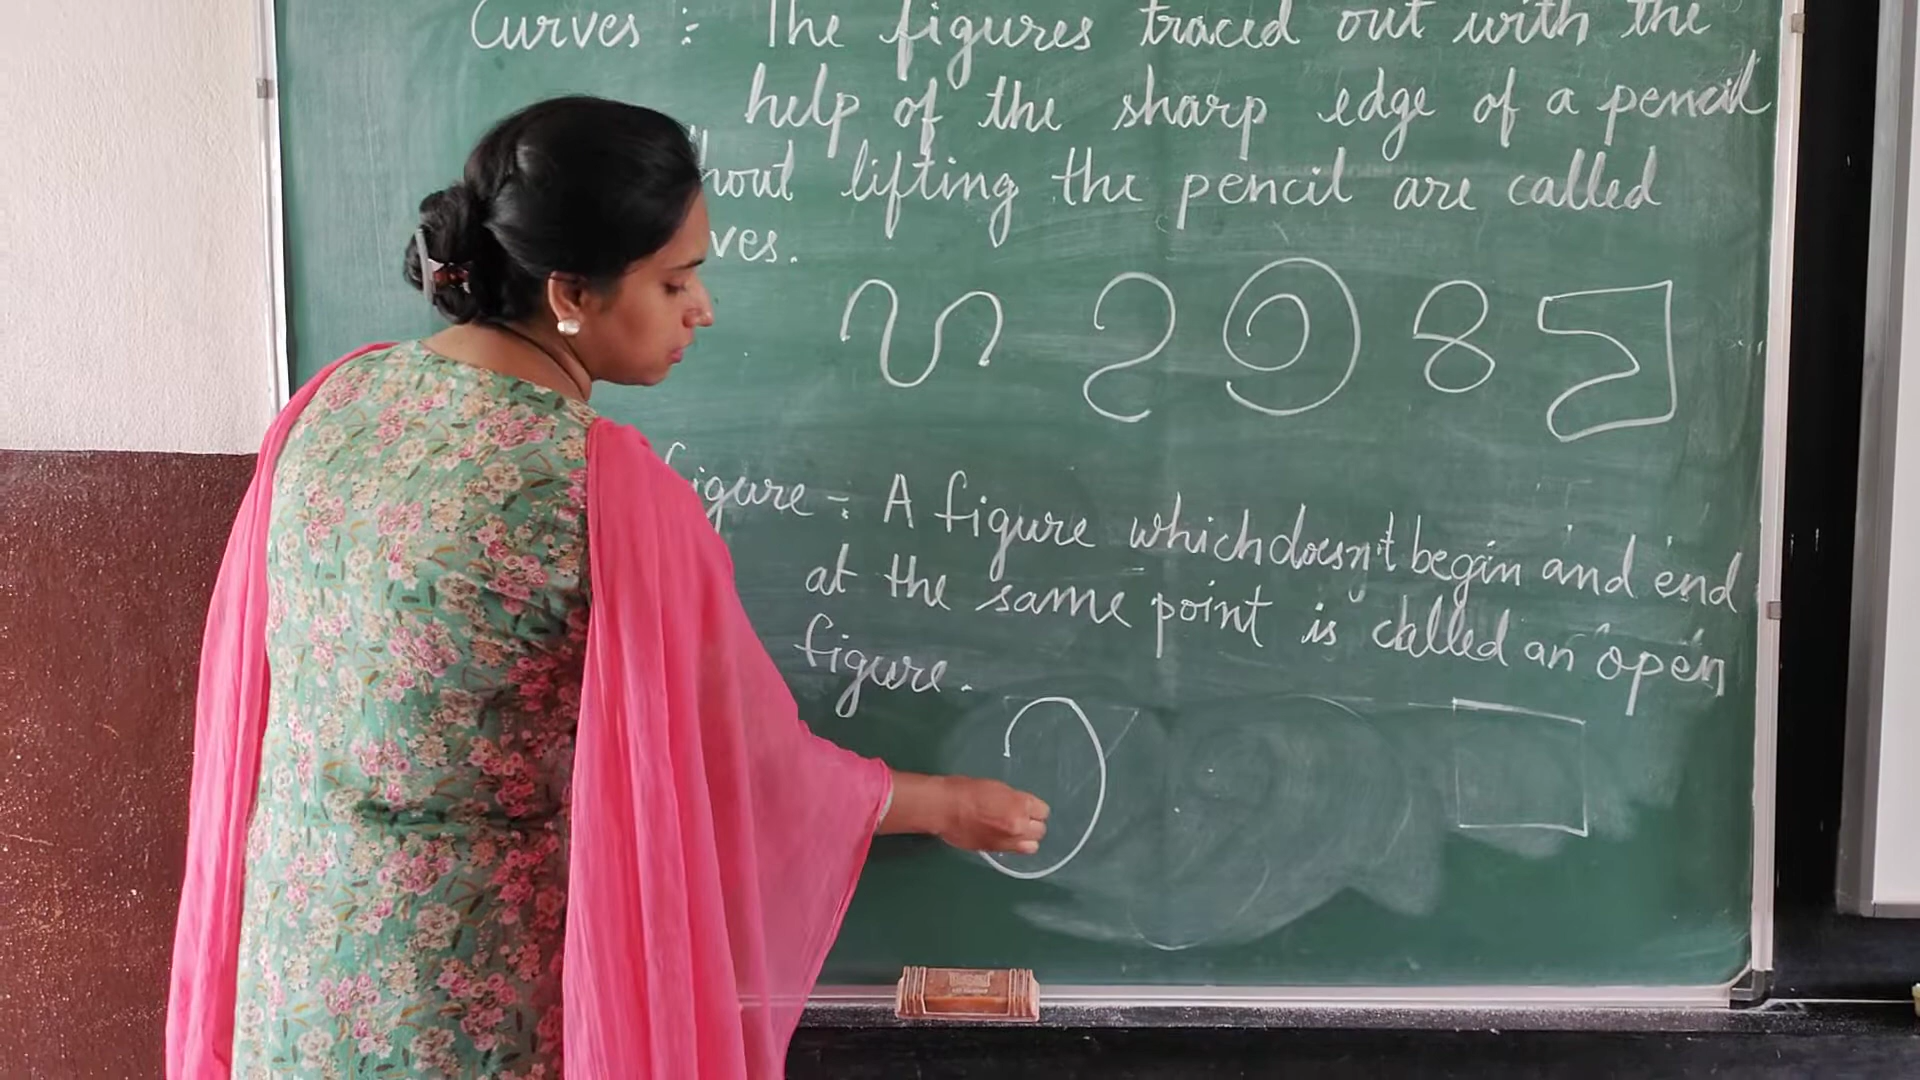 Curves :- The figures traced out with the
help of the sharp edge of a pencil
hout lifting the pencil are called
ves.
figure :- A figure which doesn't begin and end
at the same point is called an open
figure.